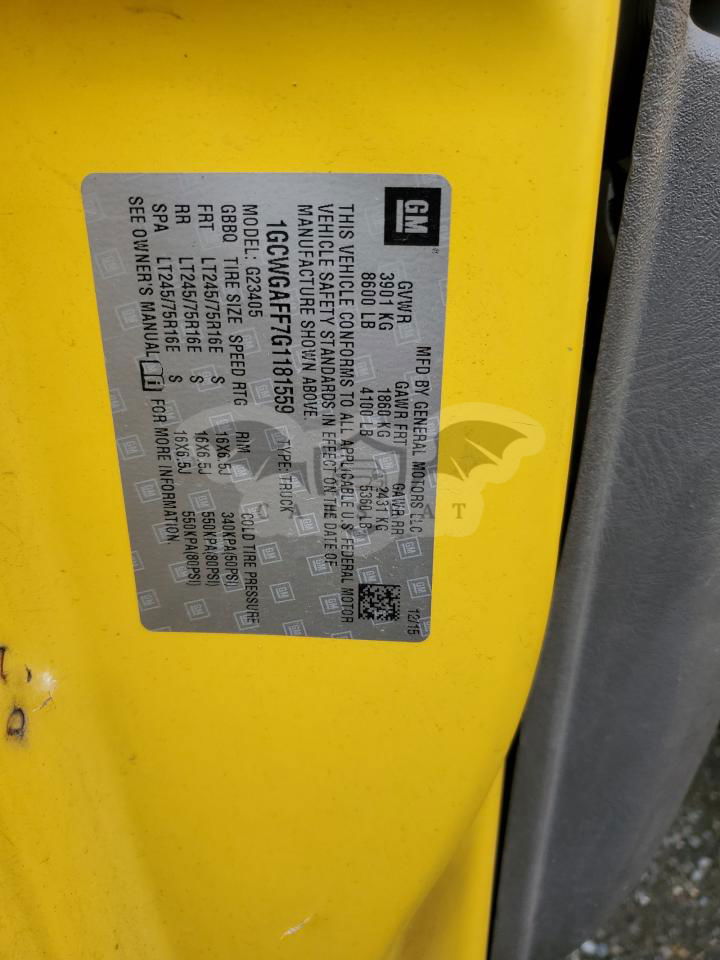 GM
MFD BY GENERAL MOTORS LLC
12/15
GVWR GAWR FRT GAWR RR
3901 KG 1860 KG 2431 KG
8600 LB 4100 LB 5360 LB
THIS VEHICLE CONFORMS TO ALL APPLICABLE U.S. FEDERAL MOTOR
VEHICLE SAFETY STANDARDS IN EFFECT ON THE DATE OF
MANUFACTURE SHOWN ABOVE.
1GCWGAFF7G1181559 TYPE: TRUCK
MODEL: G23405
GBBQ TIRE SIZE SPEED RTG RIM COLD TIRE PRESSURE
FRT LT245/75R16E S 16X6.5J 340KPA(50PSI)
RR LT245/75R16E S 16X6.5J 550KPA(80PSI)
SPA LT245/75R16E S 16X6.5J 550KPA(80PSI)
SEE OWNER'S MANUAL FOR MORE INFORMATION